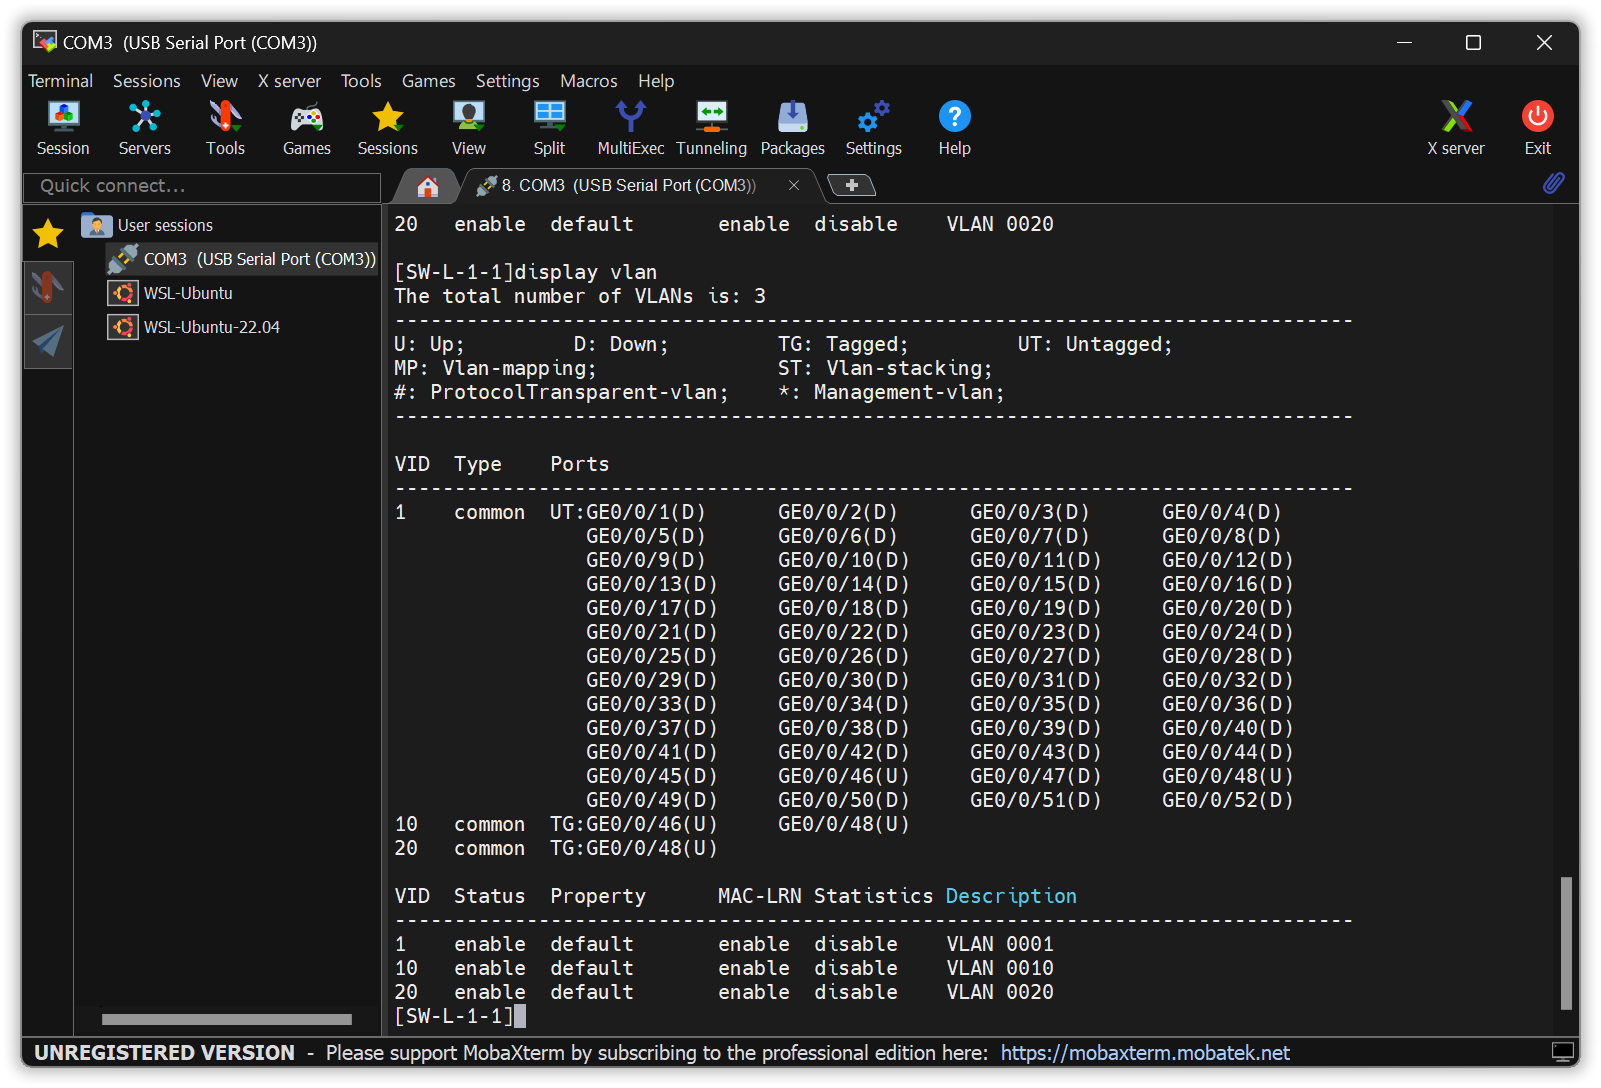 COM3  (USB Serial Port (COM3))
Terminal Sessions View X server Tools Games Settings Macros Help
Session Servers Tools Games Sessions View Split MultiExec Tunneling Packages Settings Help X server Exit
Quick connect...
8. COM3  (USB Serial Port (COM3))
User sessions
COM3  (USB Serial Port (COM3))
WSL-Ubuntu
WSL-Ubuntu-22.04
20   enable  default       enable  disable    VLAN 0020
[SW-L-1-1]display vlan
The total number of VLANs is: 3
--------------------------------------------------------------------------------
U: Up;         D: Down;         TG: Tagged;         UT: Untagged;
MP: Vlan-mapping;               ST: Vlan-stacking;
#: ProtocolTransparent-vlan;    *: Management-vlan;
--------------------------------------------------------------------------------
VID  Type    Ports
--------------------------------------------------------------------------------
1    common  UT:GE0/0/1(D)      GE0/0/2(D)      GE0/0/3(D)      GE0/0/4(D)
GE0/0/5(D)      GE0/0/6(D)      GE0/0/7(D)      GE0/0/8(D)
GE0/0/9(D)      GE0/0/10(D)     GE0/0/11(D)     GE0/0/12(D)
GE0/0/13(D)     GE0/0/14(D)     GE0/0/15(D)     GE0/0/16(D)
GE0/0/17(D)     GE0/0/18(D)     GE0/0/19(D)     GE0/0/20(D)
GE0/0/21(D)     GE0/0/22(D)     GE0/0/23(D)     GE0/0/24(D)
GE0/0/25(D)     GE0/0/26(D)     GE0/0/27(D)     GE0/0/28(D)
GE0/0/29(D)     GE0/0/30(D)     GE0/0/31(D)     GE0/0/32(D)
GE0/0/33(D)     GE0/0/34(D)     GE0/0/35(D)     GE0/0/36(D)
GE0/0/37(D)     GE0/0/38(D)     GE0/0/39(D)     GE0/0/40(D)
GE0/0/41(D)     GE0/0/42(D)     GE0/0/43(D)     GE0/0/44(D)
GE0/0/45(D)     GE0/0/46(U)     GE0/0/47(D)     GE0/0/48(U)
GE0/0/49(D)     GE0/0/50(D)     GE0/0/51(D)     GE0/0/52(D)
10   common  TG:GE0/0/46(U)     GE0/0/48(U)
20   common  TG:GE0/0/48(U)
VID  Status  Property      MAC-LRN Statistics Description
--------------------------------------------------------------------------------
1    enable  default       enable  disable    VLAN 0001
10   enable  default       enable  disable    VLAN 0010
20   enable  default       enable  disable    VLAN 0020
[SW-L-1-1]
UNREGISTERED VERSION  -  Please support MobaXterm by subscribing to the professional edition here:  https://mobaxterm.mobatek.net